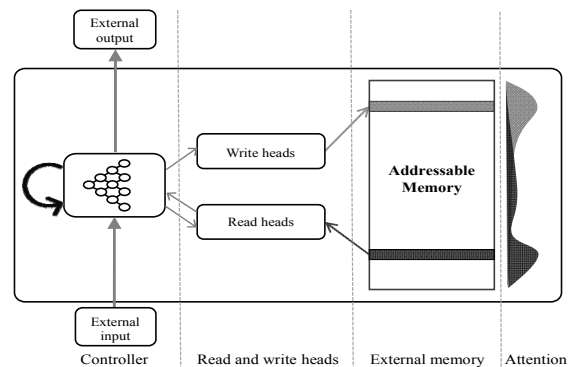 External
output
Write heads
Addressable
Memory
Read heads
External
input
Controller
Read and write heads
External memory
Attention